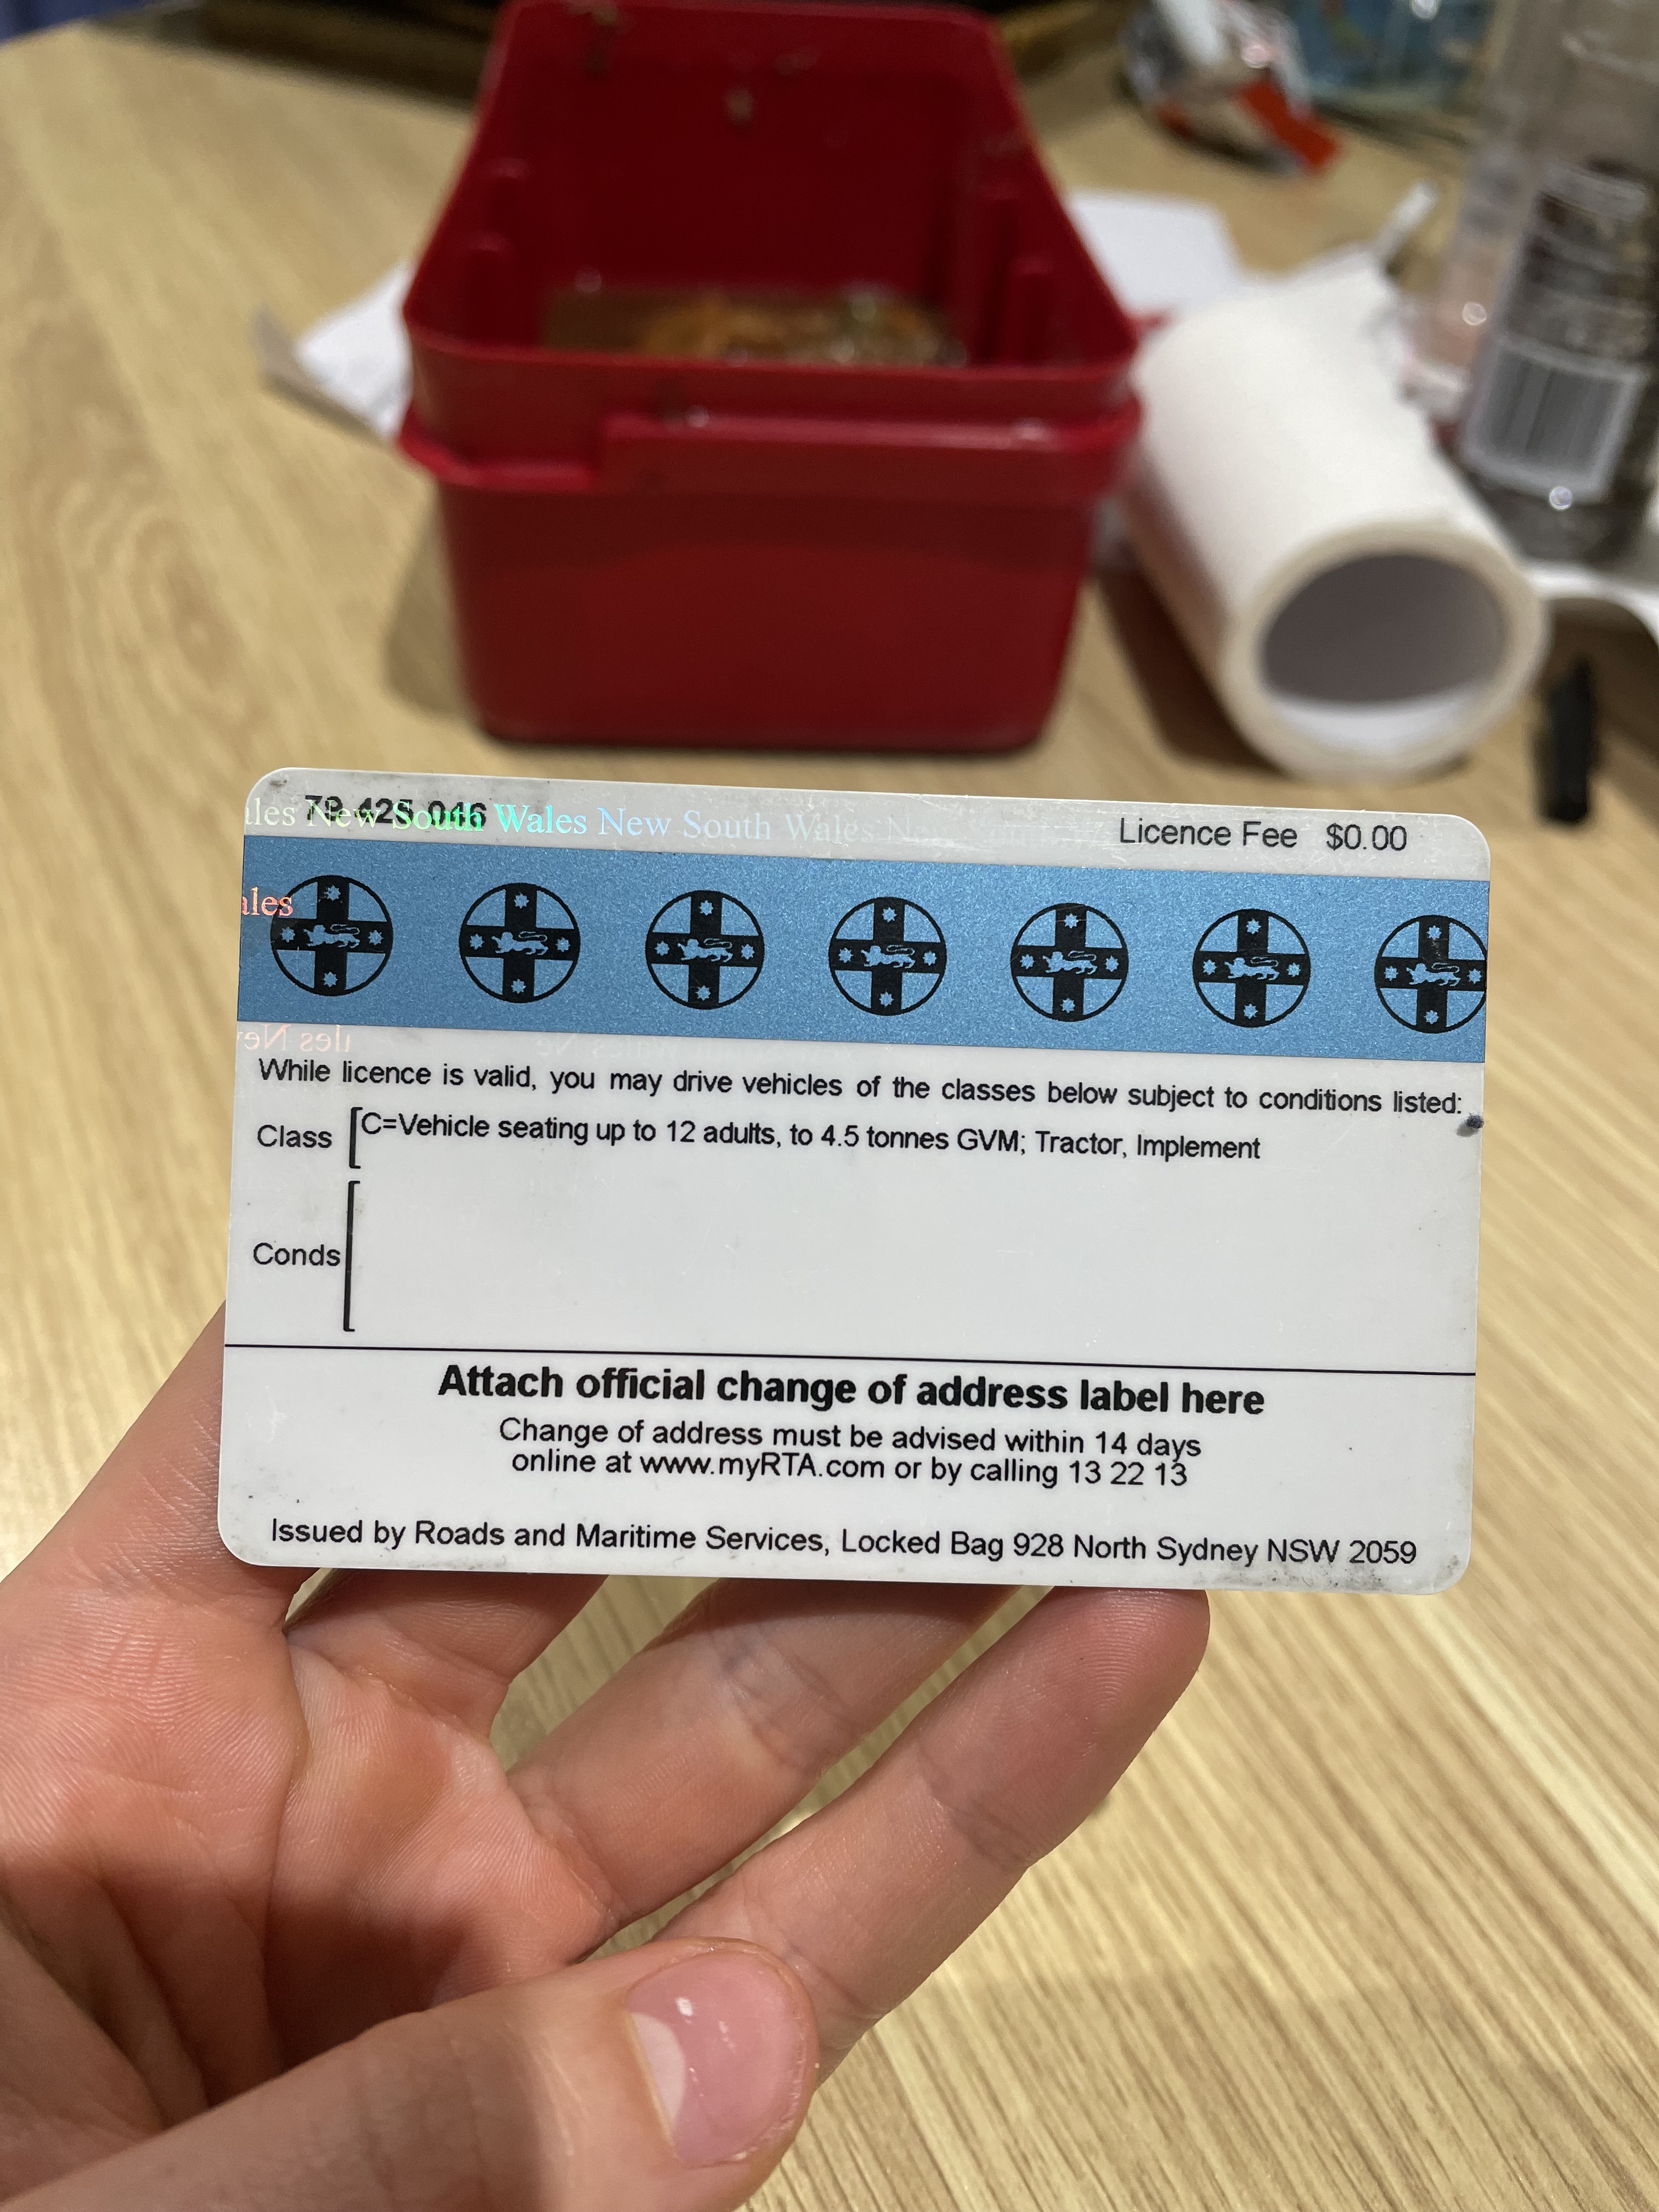 78 425 046
ales New South Wales New South Wales New
Licence Fee $0.00
ales
While licence is valid, you may drive vehicles of the classes below subject to conditions listed:
Class [C=Vehicle seating up to 12 adults, to 4.5 tonnes GVM; Tractor, Implement
Conds [
Attach official change of address label here
Change of address must be advised within 14 days
online at www.myRTA.com or by calling 13 22 13
Issued by Roads and Maritime Services, Locked Bag 928 North Sydney NSW 2059